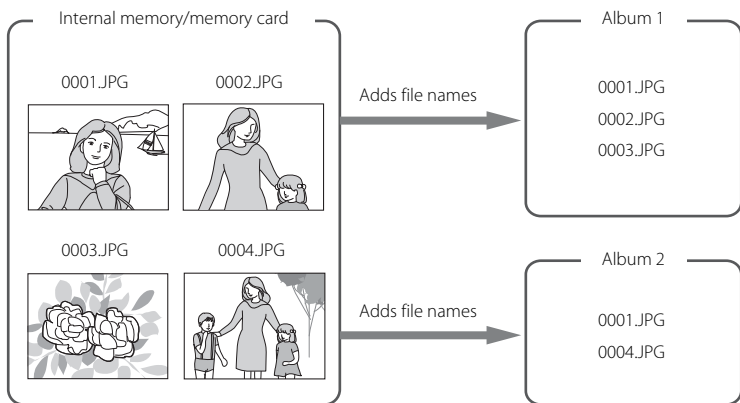 Internal memory/memory card
0001.JPG
0002.JPG
0003.JPG
0004.JPG
Adds file names
Adds file names
Album 1
0001.JPG
0002.JPG
0003.JPG
Album 2
0001.JPG
0004.JPG